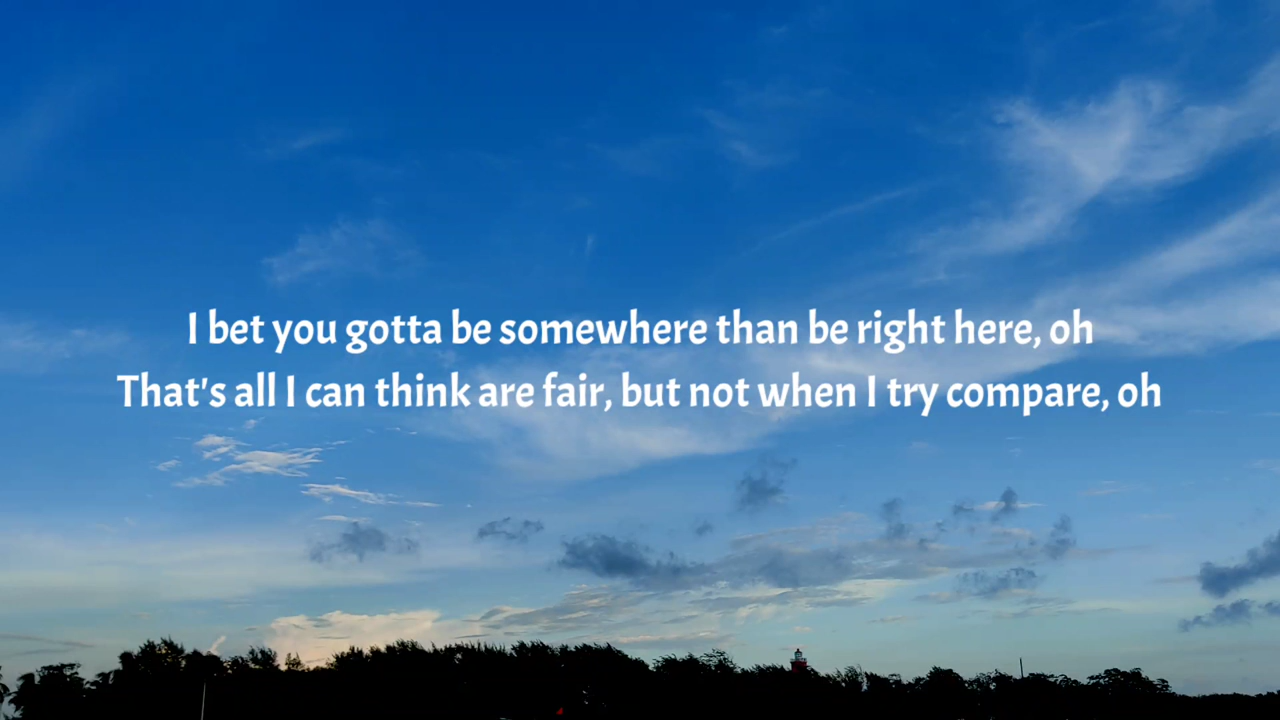 I bet you gotta be somewhere than be right here, oh
That's all I can think are fair, but not when I try compare, oh